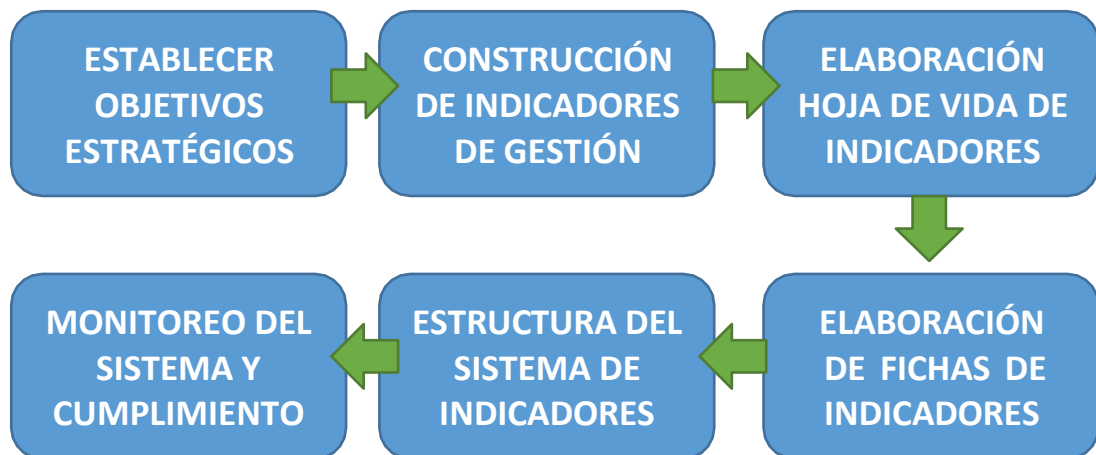 ESTABLECER
OBJETIVOS
ESTRATÉGICOS
CONSTRUCCIÓN
DE INDICADORES
DE GESTIÓN
ELABORACIÓN
HOJA DE VIDA DE
INDICADORES
ELABORACIÓN
DE FICHAS DE
INDICADORES
ESTRUCTURA DEL
SISTEMA DE
INDICADORES
MONITOREO DEL
SISTEMA Y
CUMPLIMIENTO